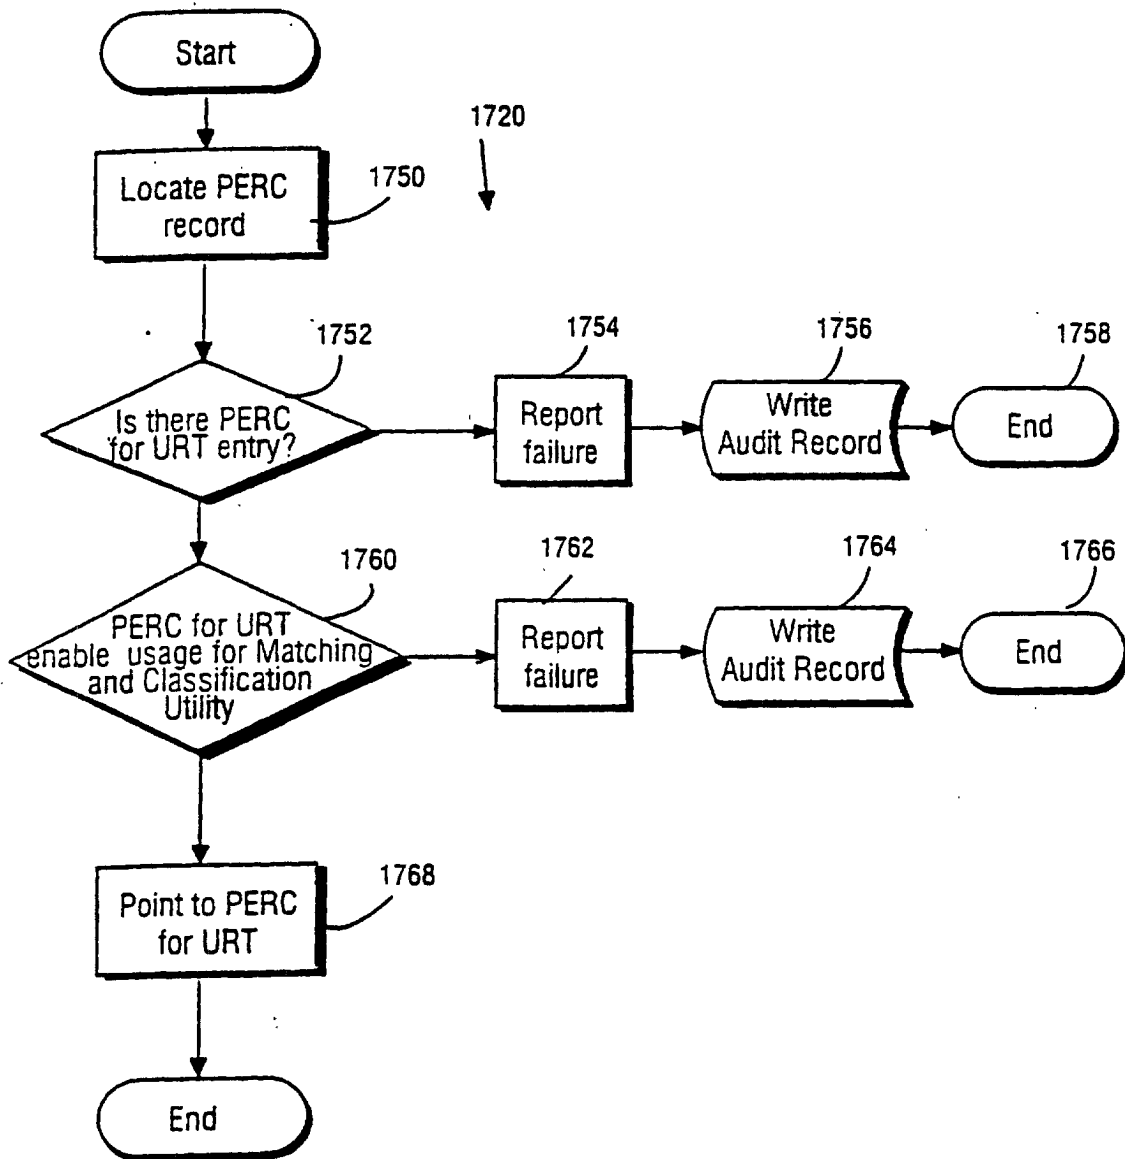 Start
1720
Locate PERC
record
1750
1752
Is there PERC
for URT entry?
1754
Report
failure
1756
Write
Audit Record
1758
End
1760
PERC for URT
enable usage for Matching
and Classification
Utility
1762
Report
failure
1764
Write
Audit Record
1766
End
1768
Point to PERC
for URT
End